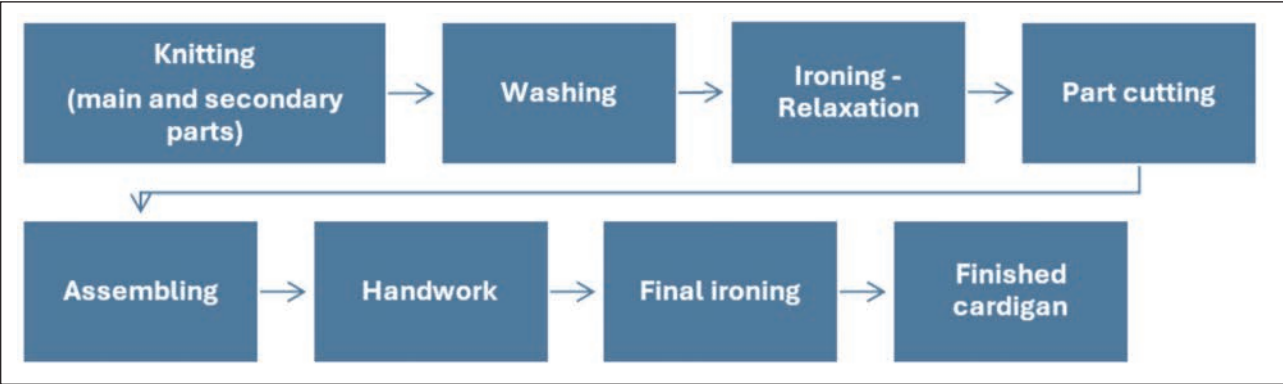 Knitting
(main and secondary
parts)
Washing
Ironing -
Relaxation
Part cutting
Assembling
Handwork
Final ironing
Finished
cardigan